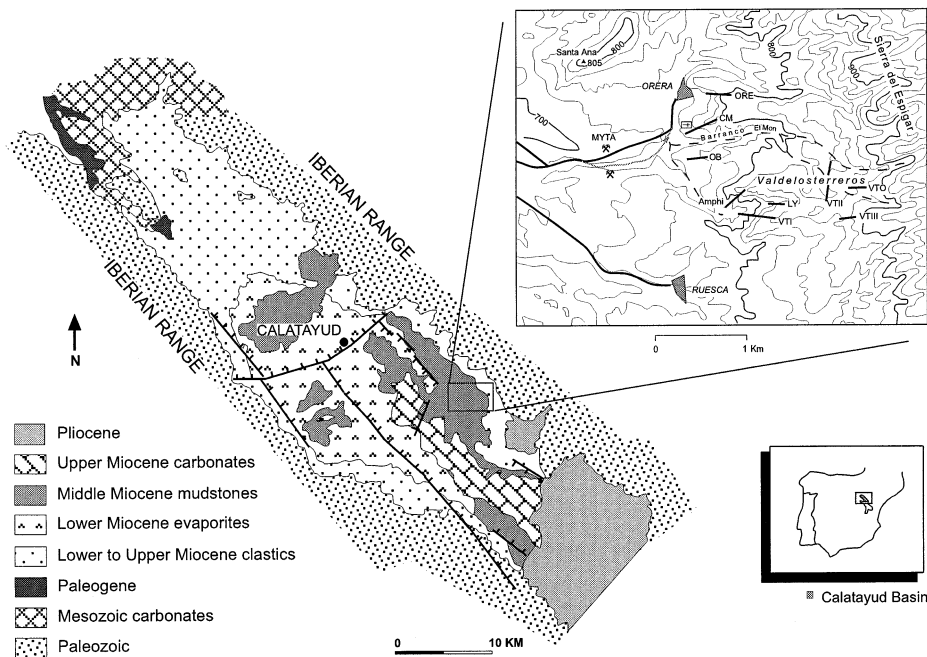 IBERIAN RANGE
IBERIAN RANGE
CALATAYUD
N
Pliocene
Upper Miocene carbonates
Middle Miocene mudstones
Lower Miocene evaporites
Lower to Upper Miocene clastics
Paleogene
Mesozoic carbonates
Paleozoic
0 10 KM
Santa Ana
805
800
800
900
700
Sierra del Espigar
ORERA
ORE
CM
MYTA
Barranco El Mon
OB
Valdelosterreros
VTO
Amphi
LY
VTII
VTI
VTIII
RUESCA
0 1 Km
Calatayud Basin